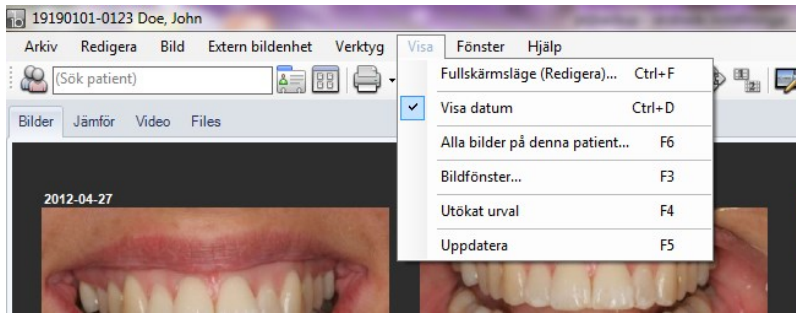 19190101-0123 Doe, John
Arkiv Redigera Bild Extern bildenhet Verktyg Visa Fönster Hjälp
(Sök patient)
Fullskärmsläge (Redigera)... Ctrl+F
Visa datum Ctrl+D
Alla bilder på denna patient... F6
Bildfönster... F3
Utökat urval F4
Uppdatera F5
Bilder Jämför Video Files
2012-04-27